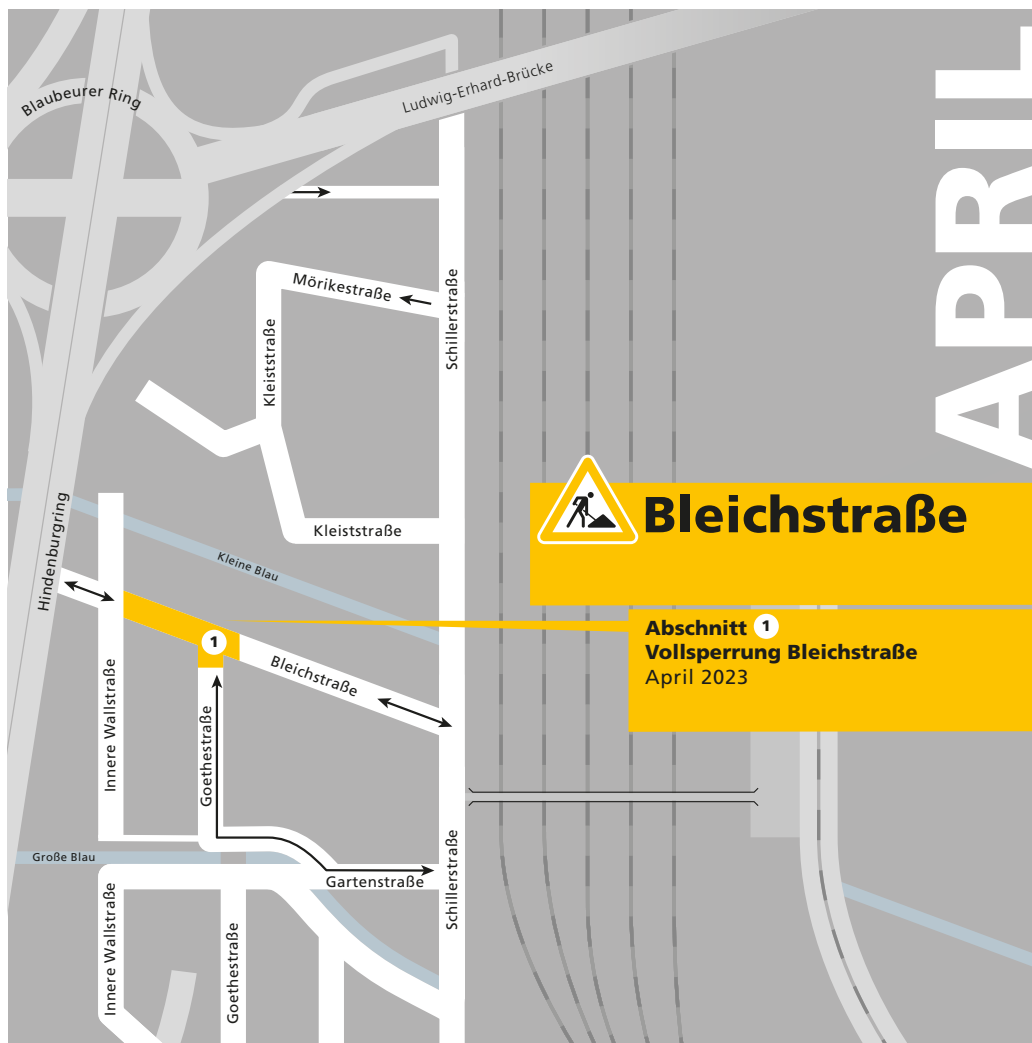 APRIL
Blaubeurer Ring
Ludwig-Erhard-Brücke
Mörikestraße
Schillerstraße
Kleiststraße
Hindenburgring
Kleiststraße
Kleine Blau
Bleichstraße
Abschnitt 1
Vollsperrung Bleichstraße
April 2023
1
Bleichstraße
Innere Wallstraße
Goethestraße
Große Blau
Gartenstraße
Schillerstraße
Innere Wallstraße
Goethestraße